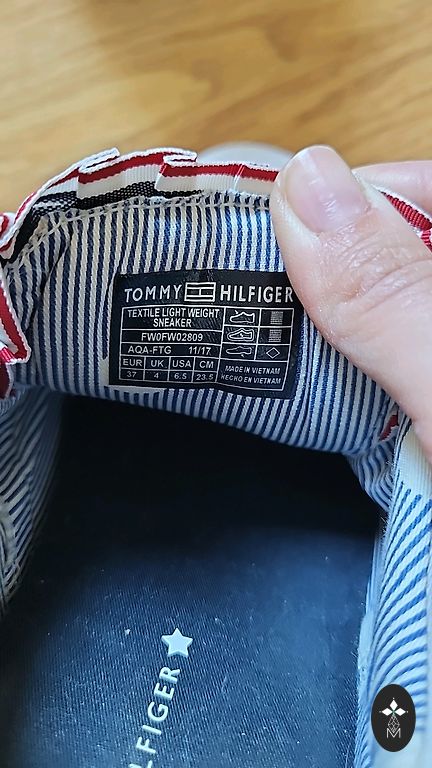 TOMMY HILFIGER
TEXTILE LIGHT WEIGHT
SNEAKER
FW0FW02809
AQA-FTG 11/17
EUR UK USA CM
37 4 6.5 23.5
MADE IN VIETNAM
HECHO EN VIETNAM
HILFIGER
M